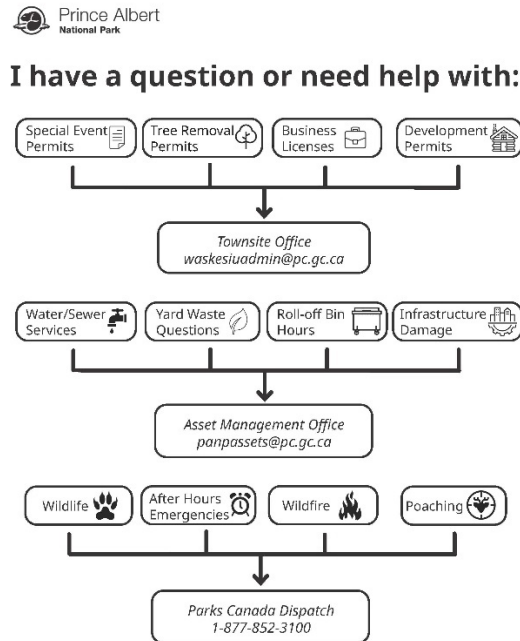 Prince Albert
National Park
I have a question or need help with:
Special Event
Permits
Tree Removal
Permits
Business
Licenses
Development
Permits
Townsite Office
waskesiuadmin@pc.gc.ca
Water/Sewer
Services
Yard Waste
Questions
Roll-off Bin
Hours
Infrastructure
Damage
Asset Management Office
panpassets@pc.gc.ca
Wildlife
After Hours
Emergencies
Wildfire
Poaching
Parks Canada Dispatch
1-877-852-3100